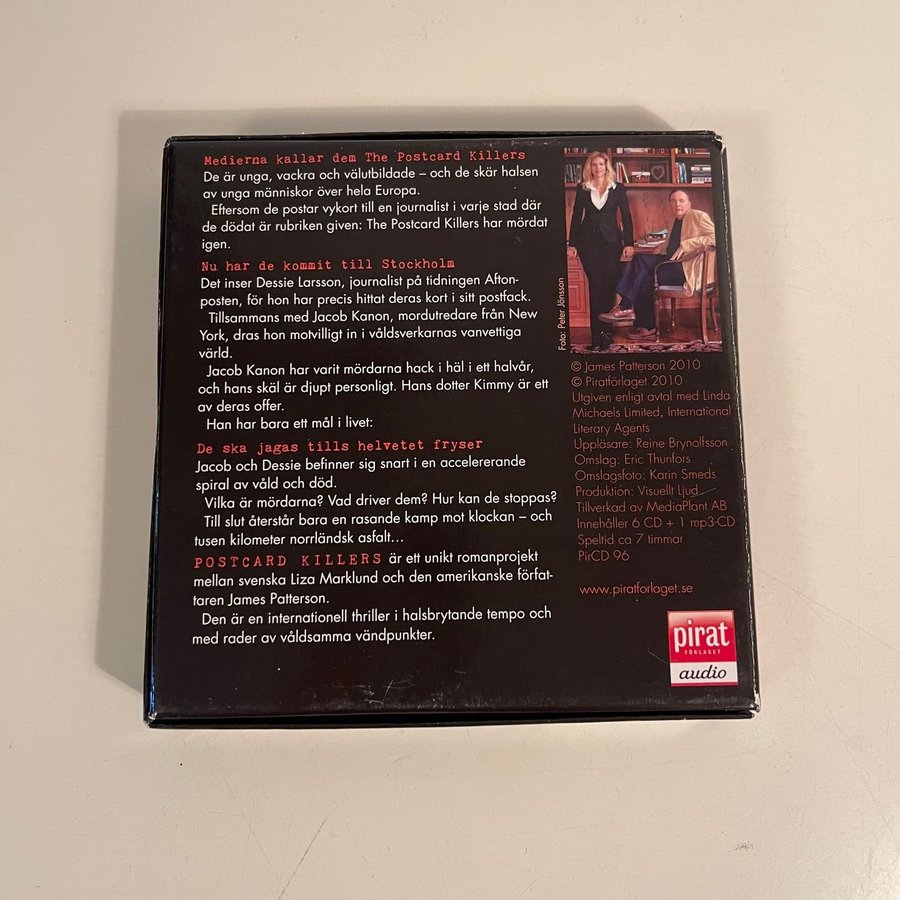 Medierna kallar dem The Postcard Killers
De är unga, vackra och välutbildade – och de skär halsen
av unga människor över hela Europa.
Eftersom de postar vykort till en journalist i varje stad där
de dödat är rubriken given: The Postcard Killers har mördat
igen.
Nu har de kommit till Stockholm
Det inser Dessie Larsson, journalist på tidningen Afton-
posten, för hon har precis hittat deras kort i sitt postfack.
Tillsammans med Jacob Kanon, mordutredare från New
York, dras hon motvilligt in i våldsverkarnas vanvettiga
värld.
Jacob Kanon har varit mördarna hack i häl i ett halvår,
och hans skäl är djupt personligt. Hans dotter Kimmy är ett
av deras offer.
Han har bara ett mål i livet:
De ska jagas tills helvetet fryser
Jacob och Dessie befinner sig snart i en accelererande
spiral av våld och död.
Vilka är mördarna? Vad driver dem? Hur kan de stoppas?
Till slut återstår bara en rasande kamp mot klockan – och
tusen kilometer norrländsk asfalt...
POSTCARD KILLERS är ett unikt romanprojekt
mellan svenska Liza Marklund och den amerikanske förfat-
taren James Patterson.
Den är en internationell thriller i halsbrytande tempo och
med rader av våldsamma vändpunkter.
Foto: Peter Jönsson
© James Patterson 2010
© Piratförlaget 2010
Utgiven enligt avtal med Linda
Michaels Limited, International
Literary Agents
Uppläsare: Reine Brynolfsson
Omslag: Eric Thunfors
Omslagsfoto: Karin Smeds
Produktion: Visuellt Ljud
Tillverkad av MediaPlant AB
Innehåller 6 CD + 1 mp3-CD
Speltid ca 7 timmar
PirCD 96
www.piratforlaget.se
pirat
FÖRLAGET
audio